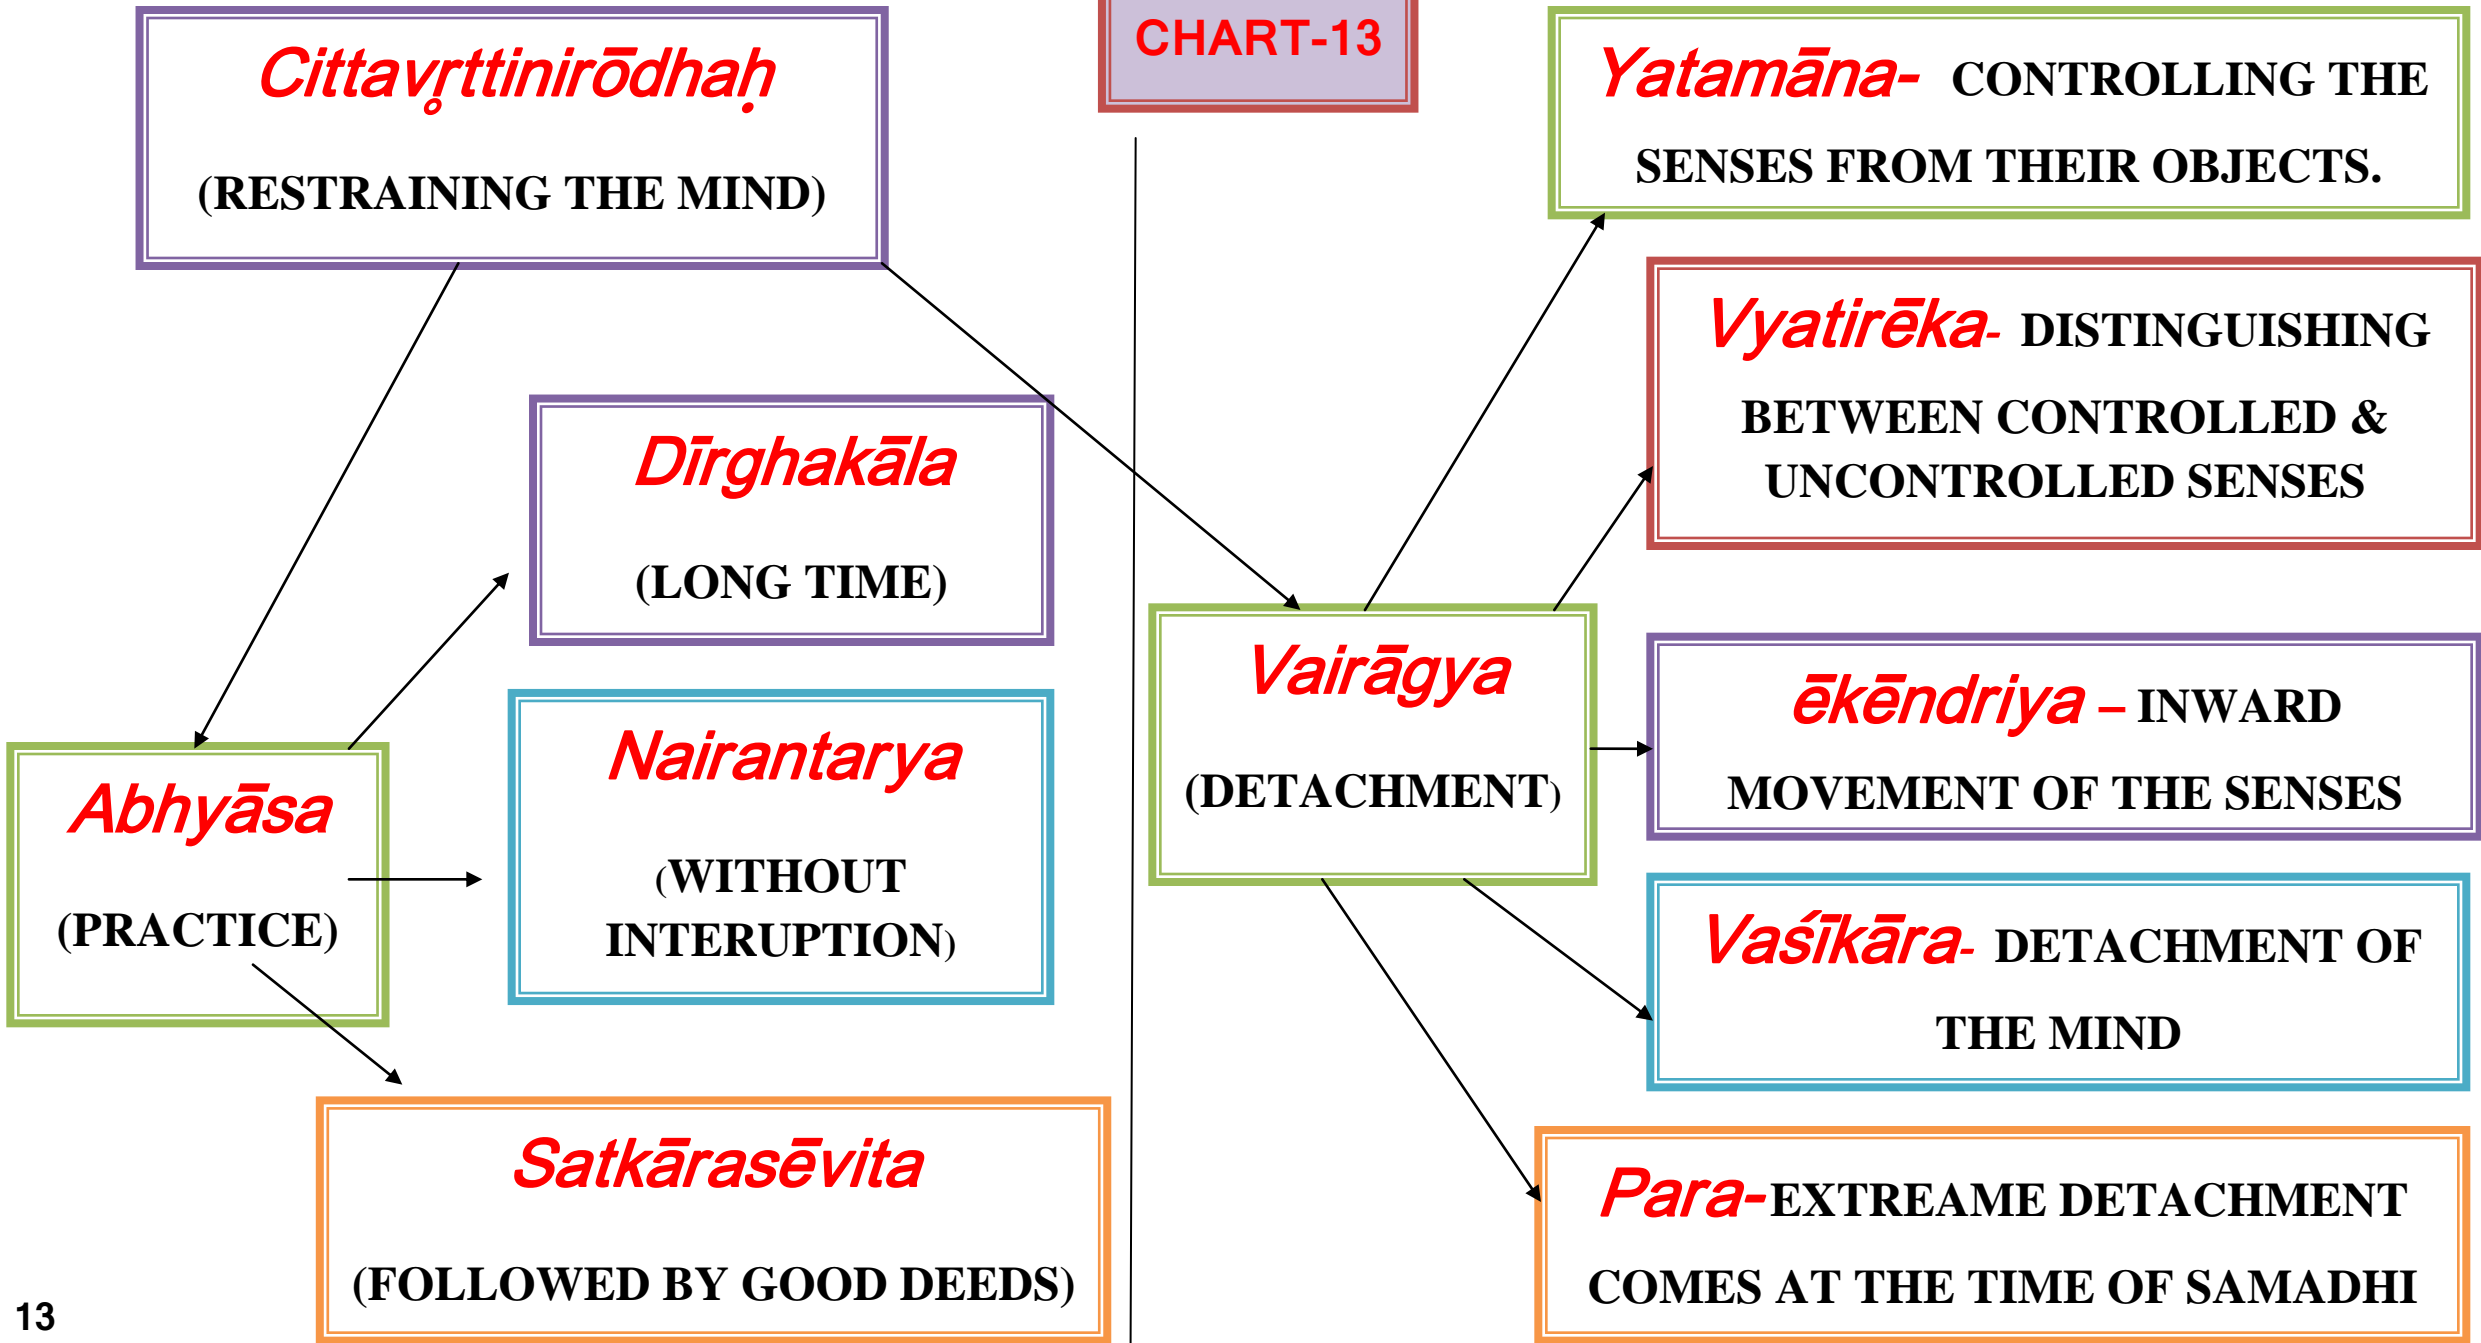 CHART-13
Cittavr̥ttinirōdhaḥ
(RESTRAINING THE MIND)
Dīrghakāla
(LONG TIME)
Nairantarya
(WITHOUT
INTERUPTION)
Abhyāsa
(PRACTICE)
Satkārasēvita
(FOLLOWED BY GOOD DEEDS)
Vairāgya
(DETACHMENT)
Yatamāna- CONTROLLING THE
SENSES FROM THEIR OBJECTS.
Vyatirēka- DISTINGUISHING
BETWEEN CONTROLLED &
UNCONTROLLED SENSES
ēkēndriya – INWARD
MOVEMENT OF THE SENSES
Vaśīkāra- DETACHMENT OF
THE MIND
Para-EXTREAME DETACHMENT
COMES AT THE TIME OF SAMADHI
13